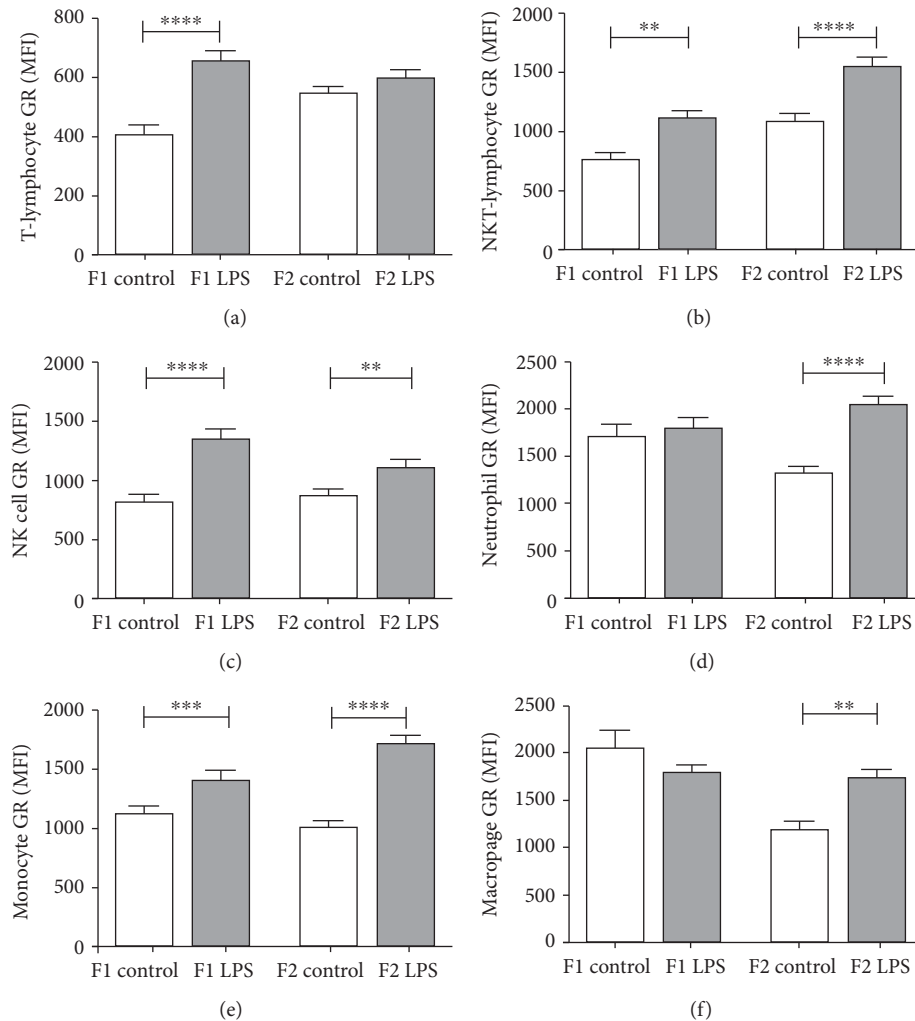 T-lymphocyte GR (MFI)
800
600
400
200
0
****
F1 control F1 LPS F2 control F2 LPS
(a)
NKT-lymphocyte GR (MFI)
2000
1500
1000
500
0
** ****
F1 control F1 LPS F2 control F2 LPS
(b)
NK cell GR (MFI)
2000
1500
1000
500
0
**** **
F1 control F1 LPS F2 control F2 LPS
(c)
Neutrophil GR (MFI)
2500
2000
1500
1000
500
0
****
F1 control F1 LPS F2 control F2 LPS
(d)
Monocyte GR (MFI)
2000
1500
1000
500
0
*** ****
F1 control F1 LPS F2 control F2 LPS
(e)
Macropage GR (MFI)
2500
2000
1500
1000
500
0
**
F1 control F1 LPS F2 control F2 LPS
(f)